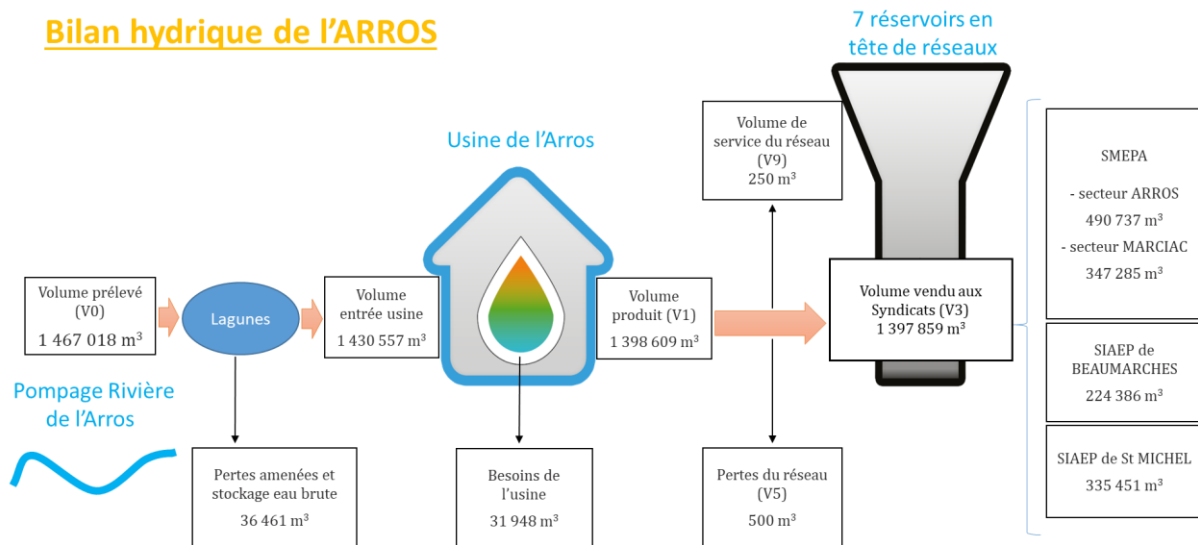 Bilan hydrique de l'ARROS
7 réservoirs en
tête de réseaux
Usine de l'Arros
Volume de
service du réseau (V9)
250 m³
SMEPA
- secteur ARROS
490 737 m³
- secteur MARCIAC
347 285 m³
Volume prélevé
(V0)
1 467 018 m³
Lagunes
Volume
entrée usine
1 430 557 m³
Volume
produit (V1)
1 398 609 m³
Volume vendu aux
Syndicats (V3)
1 397 859 m³
SIAEP de
BEAUMARCHES
224 386 m³
Pompage Rivière
de l'Arros
Pertes amenées et
stockage eau brute
36 461 m³
Besoins de
l'usine
31 948 m³
Pertes du réseau (V5)
500 m³
SIAEP de St MICHEL
335 451 m³